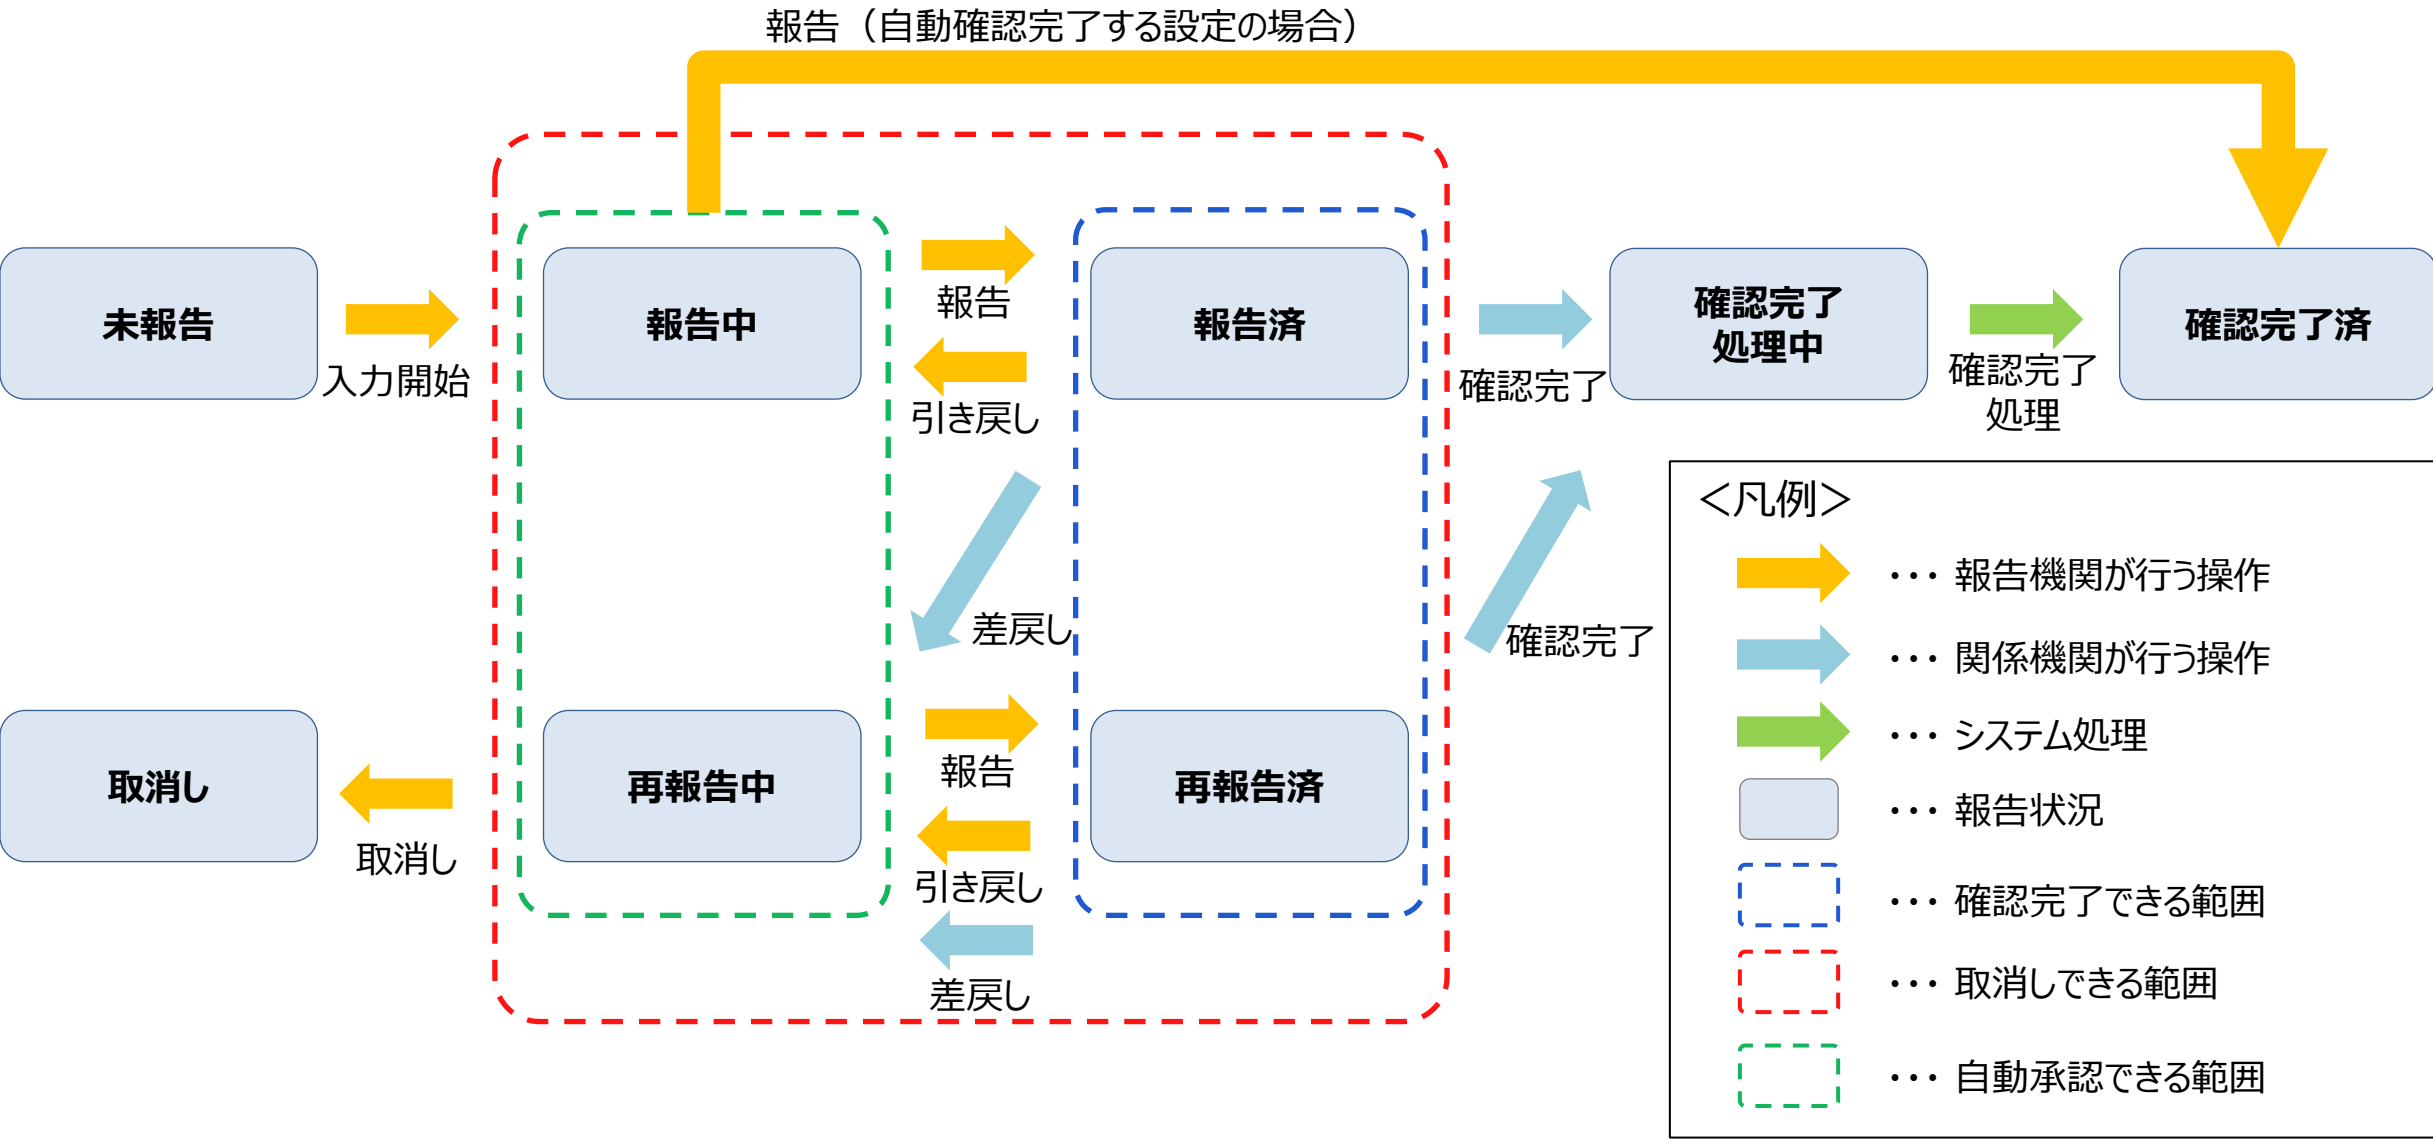 報告（自動確認完了する設定の場合）
未報告
入力開始
報告中
報告
引き戻し
報告済
確認完了
確認完了
処理中
確認完了
処理
確認完了済
差戻し
確認完了
取消し
取消し
再報告中
報告
引き戻し
差戻し
再報告済
＜凡例＞
・・・ 報告機関が行う操作
・・・ 関係機関が行う操作
・・・ システム処理
・・・ 報告状況
・・・ 確認完了できる範囲
・・・ 取消しできる範囲
・・・ 自動承認できる範囲